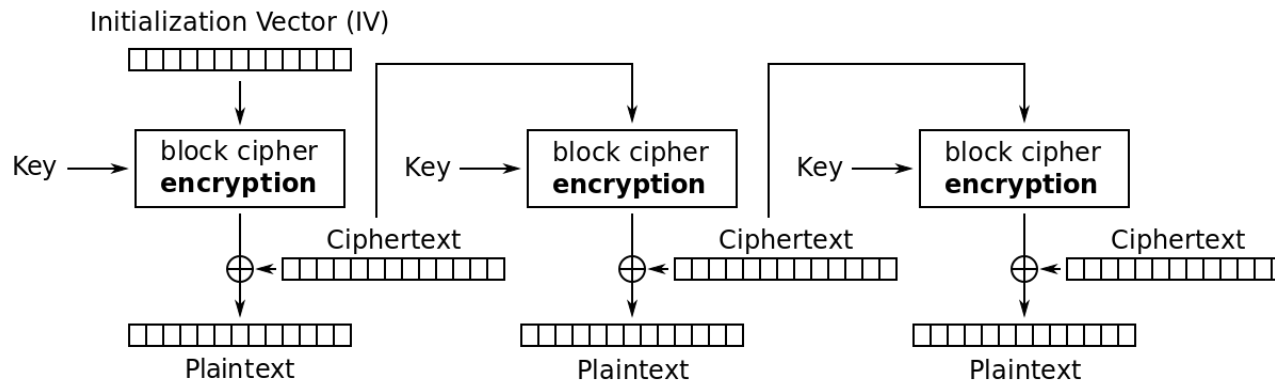 Initialization Vector (IV)
Key
block cipher
encryption
Key
block cipher
encryption
Key
block cipher
encryption
Ciphertext
Ciphertext
Ciphertext
Plaintext
Plaintext
Plaintext